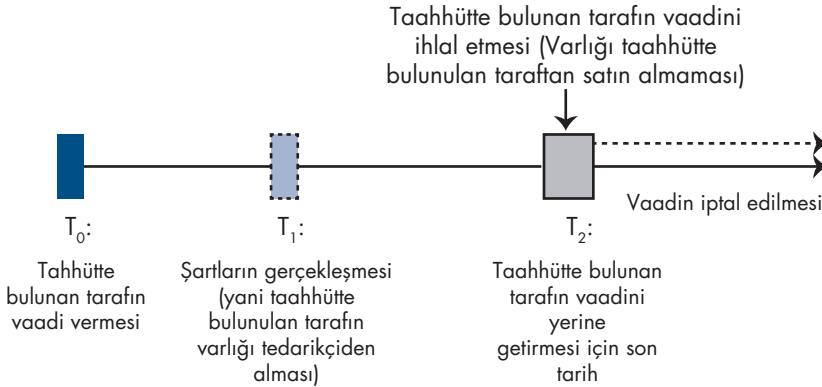 Taahhütte bulunan tarafın vaadini
ihlal etmesi (Varlığı taahhütte
bulunulan taraftan satın almaması)
Vaadin iptal edilmesi
T₀:
Tahhütte
bulunan tarafın
vaadi vermesi
T₁:
Şartların gerçekleşmesi
(yani taahhütte
bulunulan tarafın
varlığı tedarikçiden
alması)
T₂:
Taahhütte bulunan
tarafın vaadini
yerine
getirmesi için son
tarih